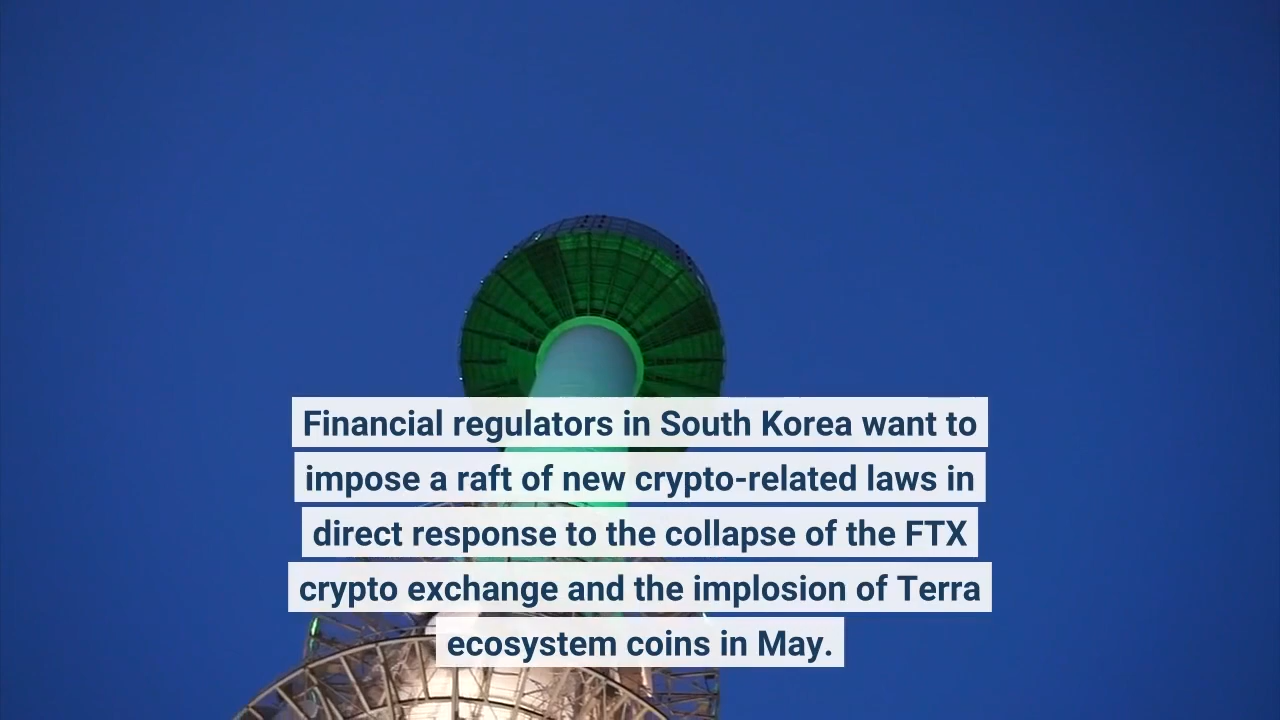 Financial regulators in South Korea want to
impose a raft of new crypto-related laws in
direct response to the collapse of the FTX
crypto exchange and the implosion of Terra
ecosystem coins in May.